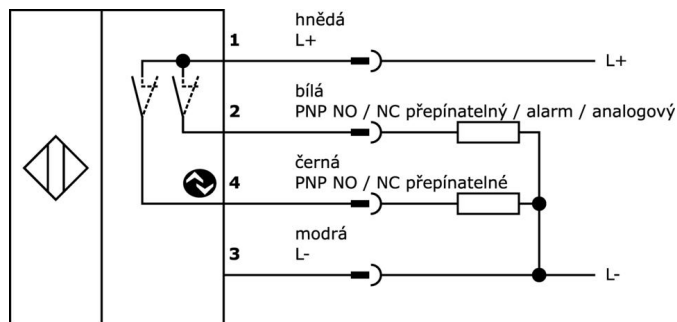 hnědá
1 L+
L+
bílá
2 PNP NO / NC přepínatelný / alarm / analogový
černá
4 PNP NO / NC přepínatelné
modrá
3 L-
L-